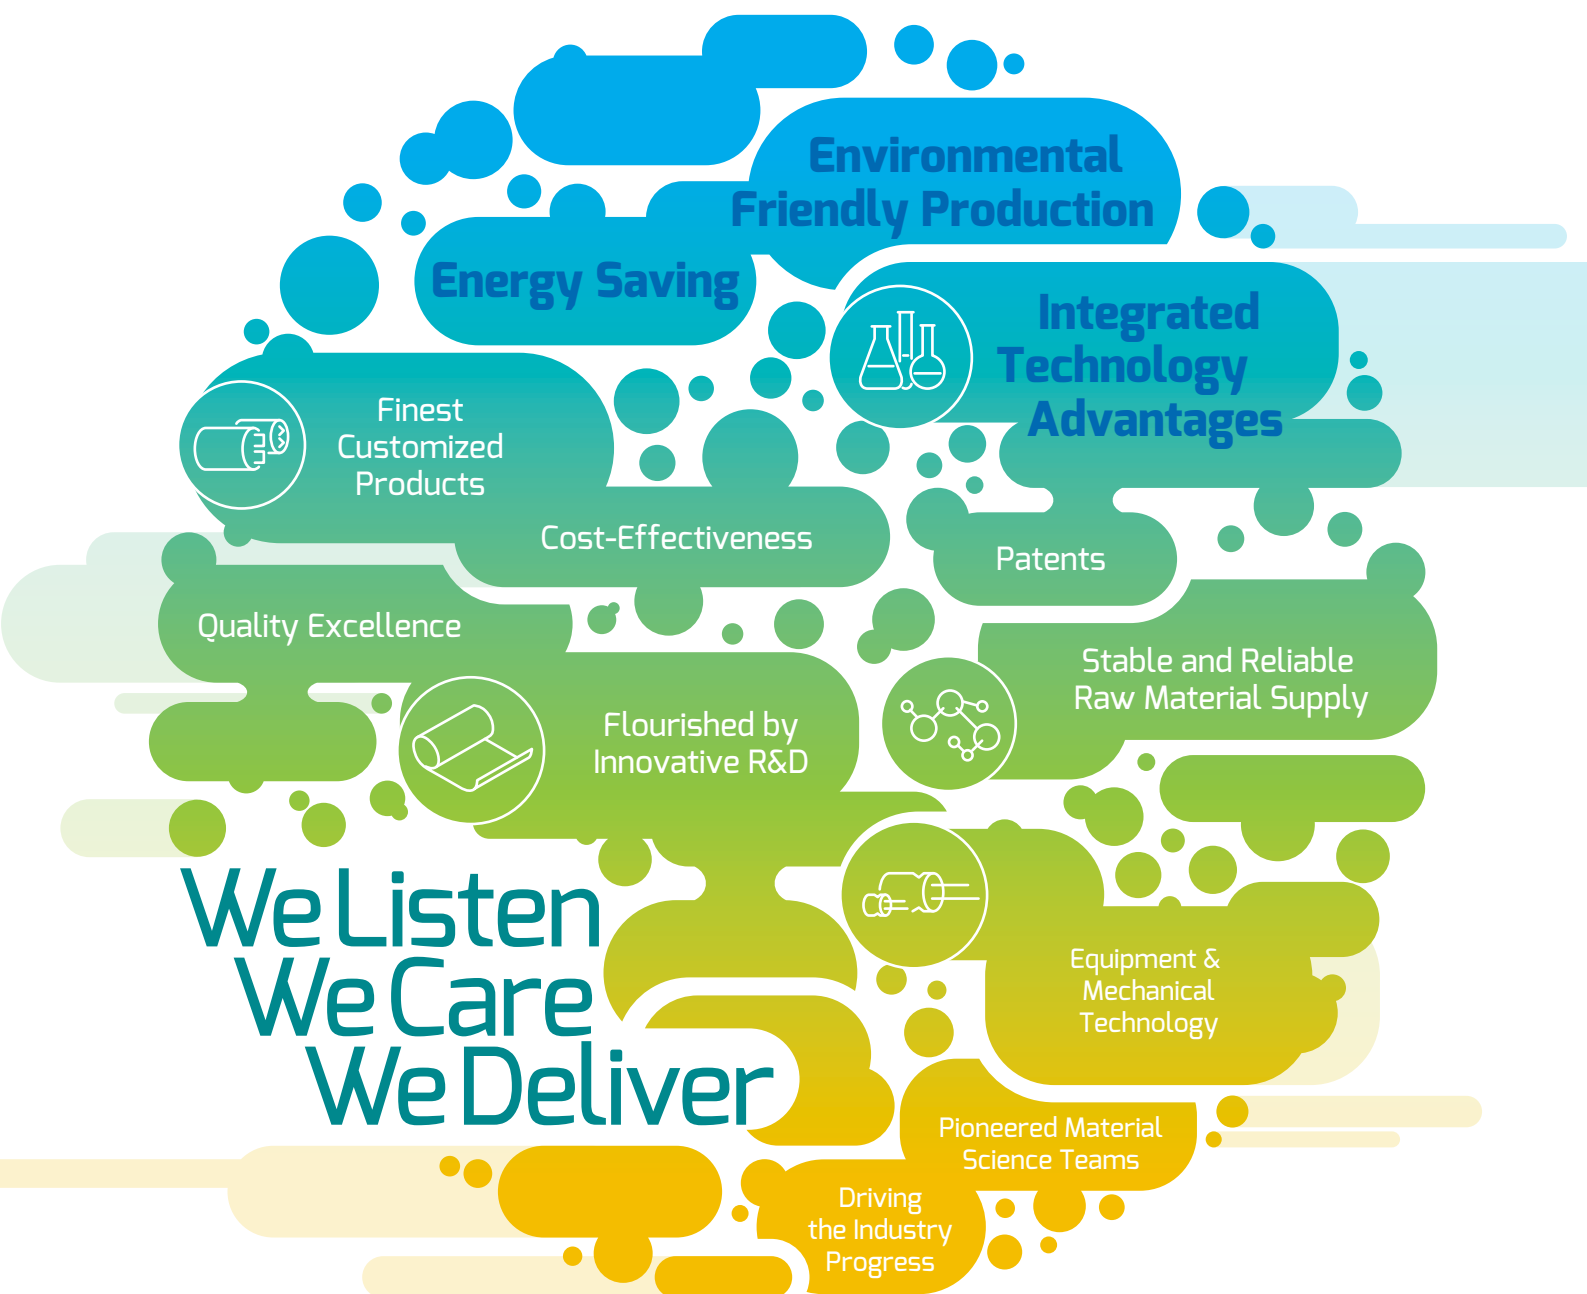 Environmental
Friendly Production
Energy Saving
Integrated
Technology
Advantages
Finest
Customized
Products
Cost-Effectiveness
Patents
Quality Excellence
Stable and Reliable
Raw Material Supply
Flourished by
Innovative R&D
We Listen
We Care
We Deliver
Equipment &
Mechanical
Technology
Pioneered Material
Science Teams
Driving
the Industry
Progress